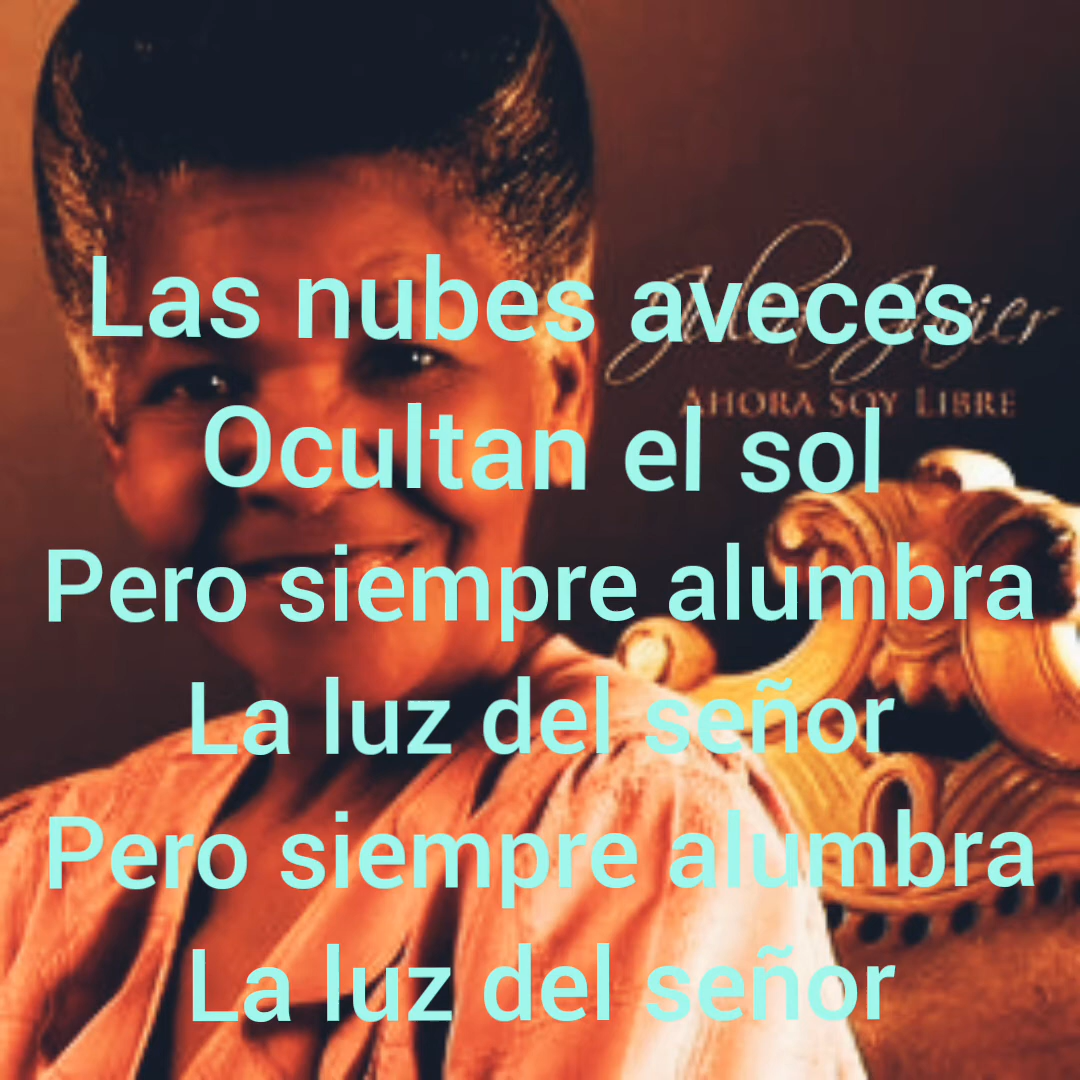 Las nubes aveces
AHORA SOY LIBRE
Ocultan el sol
Pero siempre alumbra
La luz del señor
Pero siempre alumbra
La luz del señor